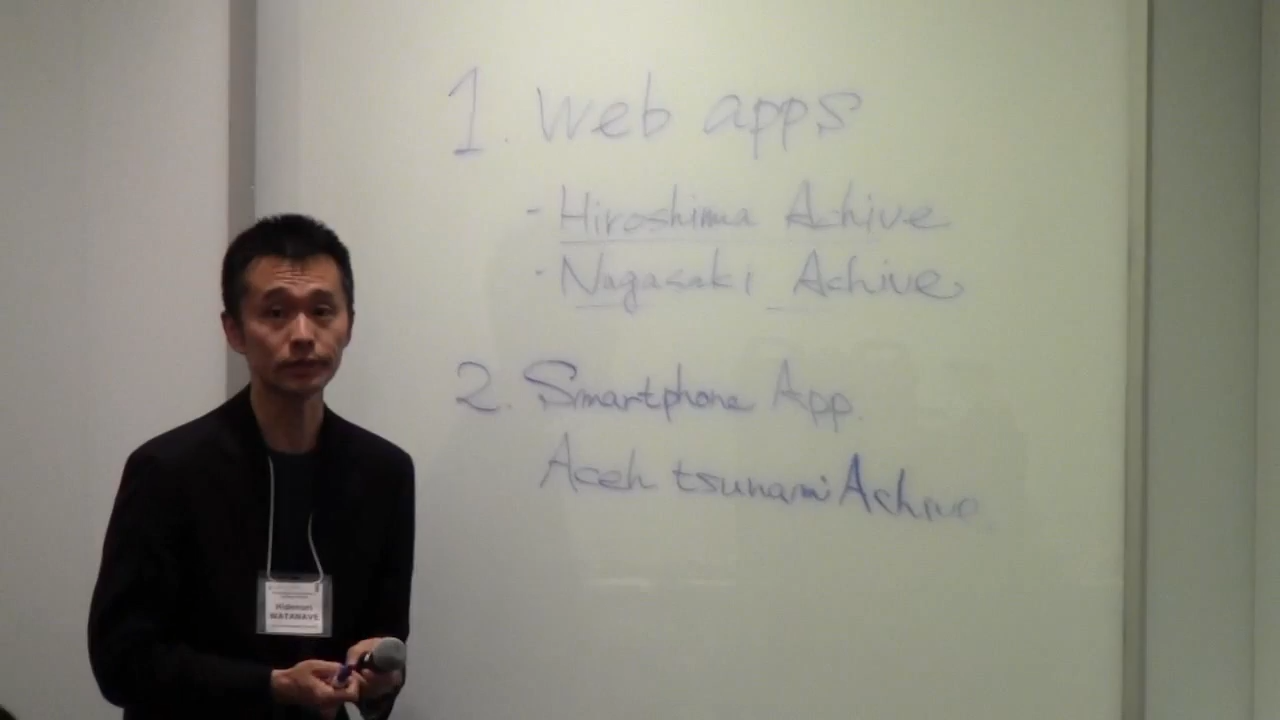 1. Web apps
- Hiroshima Achive
- Nagasaki Achive
2. Smartphone App.
Aceh tsunami Achive
Hidenori
WATANAVE